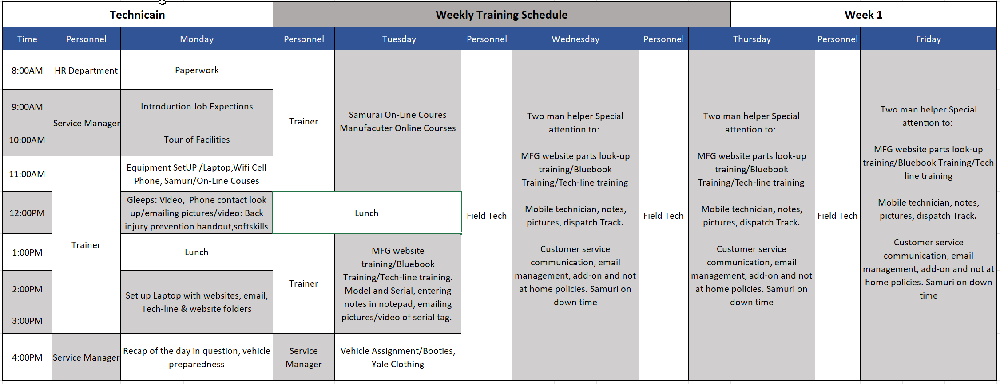 Technicain
Weekly Training Schedule
Week 1
Time
Personnel
Monday
Personnel
Tuesday
Personnel
Wednesday
Personnel
Thursday
Personnel
Friday
8:00AM
HR Department
Paperwork
9:00AM
Service Manager
Introduction Job Expections
10:00AM
Tour of Facilities
11:00AM
Trainer
Equipment SetUP /Laptop,Wifi Cell
Phone, Samuri/On-Line Couses
12:00PM
Gleeps: Video,  Phone contact look
up/emailing pictures/video: Back
injury prevention handout,softskills
1:00PM
Lunch
2:00PM
3:00PM
Set up Laptop with websites, email,
Tech-line & website folders
4:00PM
Service Manager
Recap of the day in question, vehicle
preparedness
Trainer
Samurai On-Line Coures
Manufacuter Online Courses
Lunch
Trainer
MFG website
training/Bluebook
Training/Tech-line training.
Model and Serial, entering
notes in notepad, emailing
pictures/video of serial tag.
Service
Manager
Vehicle Assignment/Booties,
Yale Clothing
Field Tech
Two man helper Special
attention to:
MFG website parts look-up
training/Bluebook
Training/Tech-line training
Mobile technician, notes,
pictures, dispatch Track.
Customer service
communication, email
management, add-on and not
at home policies. Samuri on
down time
Field Tech
Two man helper Special
attention to:
MFG website parts look-up
training/Bluebook
Training/Tech-line training
Mobile technician, notes,
pictures, dispatch Track.
Customer service
communication, email
management, add-on and not
at home policies. Samuri on
down time
Field Tech
Two man helper Special
attention to:
MFG website parts look-up
training/Bluebook Training/Tech-
line training
Mobile technician, notes,
pictures, dispatch Track.
Customer service
communication, email
management, add-on and not at
home policies. Samuri on down
time